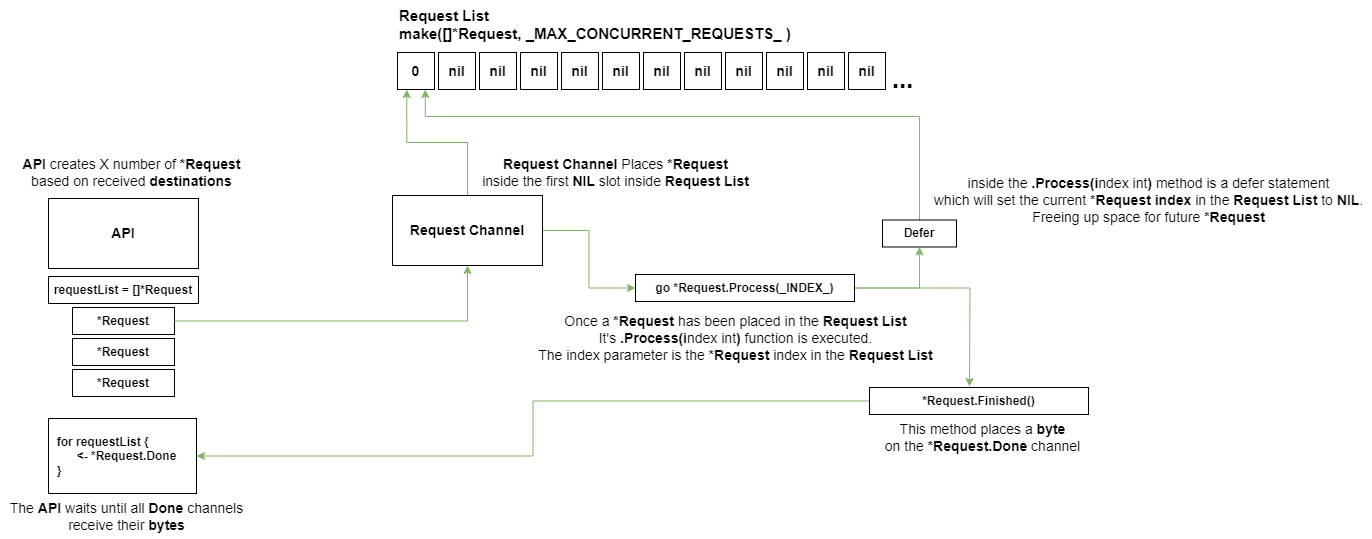 Request List
make([]*Request, _MAX_CONCURRENT_REQUESTS_ )
0 nil nil nil nil nil nil nil nil nil nil nil ...
API creates X number of *Request
based on received destinations
API
requestList = []*Request
*Request
*Request
*Request
for requestList {
<- *Request.Done
}
The API waits until all Done channels
receive their bytes
Request Channel Places *Request
inside the first NIL slot inside Request List
Request Channel
go *Request.Process(_INDEX_)
Once a *Request has been placed in the Request List
It's .Process(index int) function is executed.
The index parameter is the *Request index in the Request List
inside the .Process(index int) method is a defer statement
which will set the current *Request index in the Request List to NIL.
Freeing up space for future *Request
Defer
*Request.Finished()
This method places a byte
on the *Request.Done channel